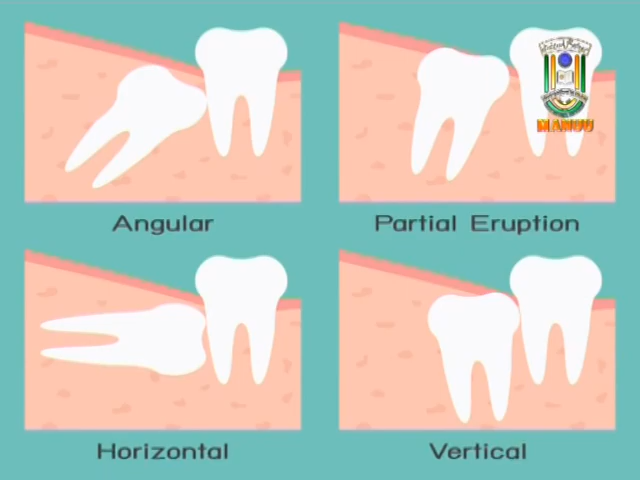 MANUU
Angular
Partial Eruption
Horizontal
Vertical